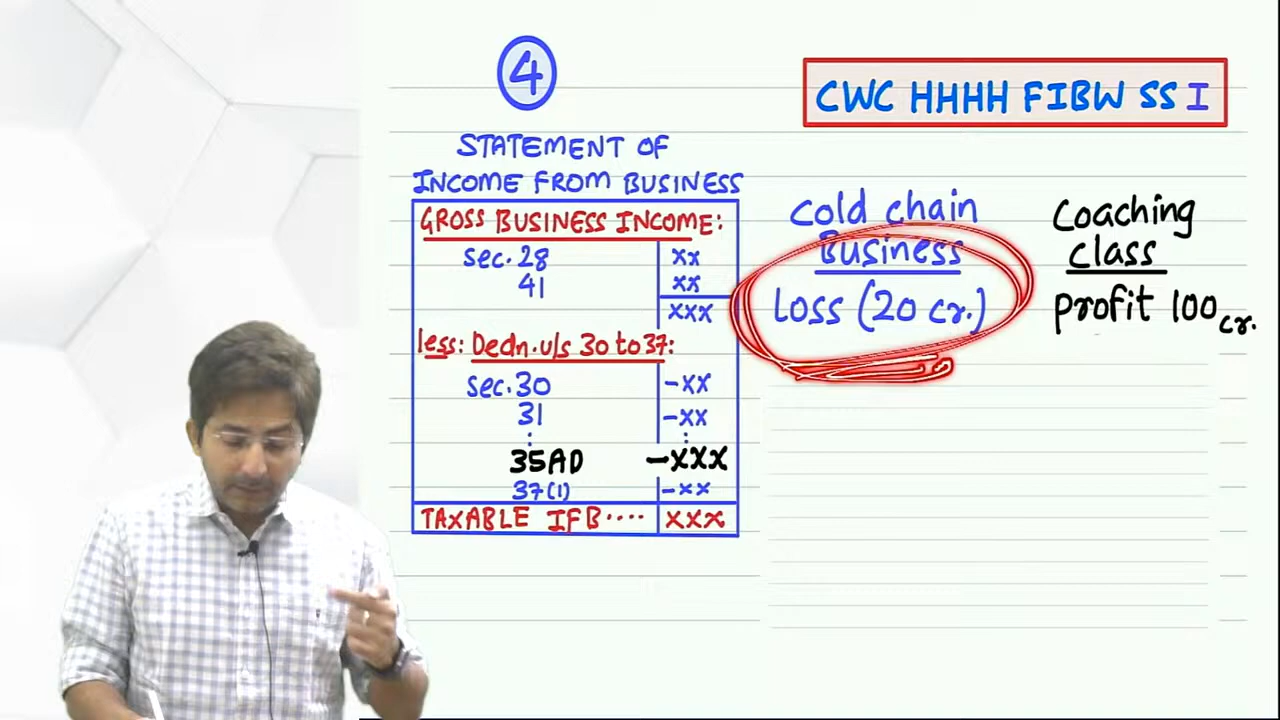 4
CWC HHHH FIBW SS I
STATEMENT OF
INCOME FROM BUSINESS
GROSS BUSINESS INCOME:
sec. 28 xx
41 xx
xxx
less: Dedn. u/s 30 to 37:
sec. 30 -xx
31 -xx
⋮ ⋮
35AD -xxx
37(1) -xx
TAXABLE IFB.... xxx
Cold chain
Business
Loss (20 cr.)
Coaching
class
profit 100 cr.